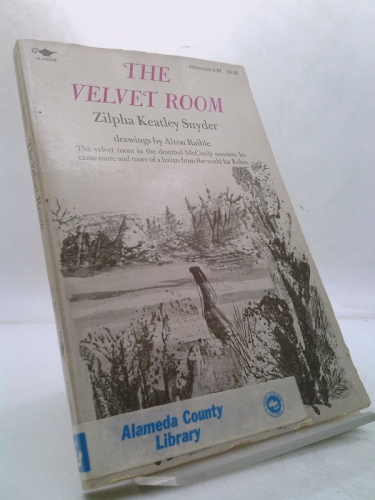 THE
VELVET ROOM
Zilpha Keatley Snyder
drawings by Alton Raible
The velvet room in the deserted McCurdy mansion be-
came more and more of a haven from the world for Robin
Alameda County
Library